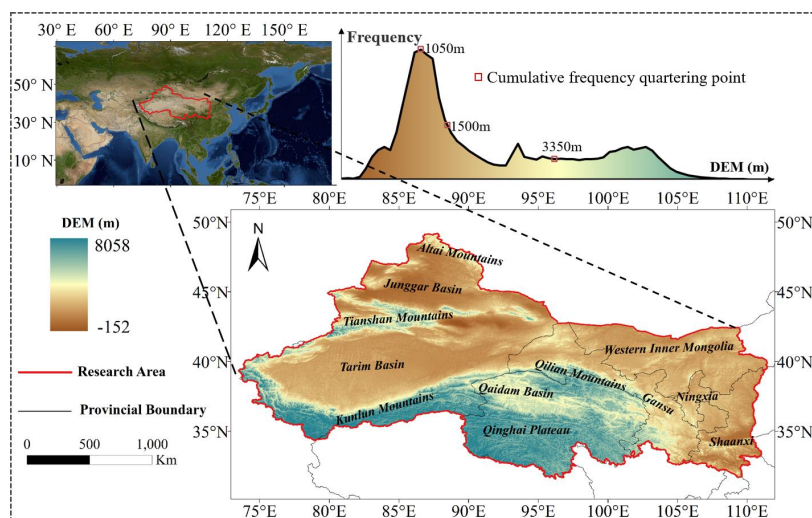 30° E 60° E 90° E 120° E 150° E
50° N
30° N
10° N
Frequency
1050m
Cumulative frequency quartering point
1500m
3350m
DEM (m)
80°E 85°E 90°E 95°E 100°E 105°E 110°E
50°N
45°N
40°N
35°N
50°N
45°N
40°N
35°N
N
DEM (m)
8058
-152
Research Area
Provincial Boundary
0 500 1,000
Km
Altai Mountains
Junggar Basin
Tianshan Mountains
Western Inner Mongolia
Tarim Basin
Qilian Mountains
Qaidam Basin
Gansu
Ningxia
Kunlun Mountains
Qinghai Plateau
Shaanxi
75°E 80°E 85°E 90°E 95°E 100°E 105°E 110°E